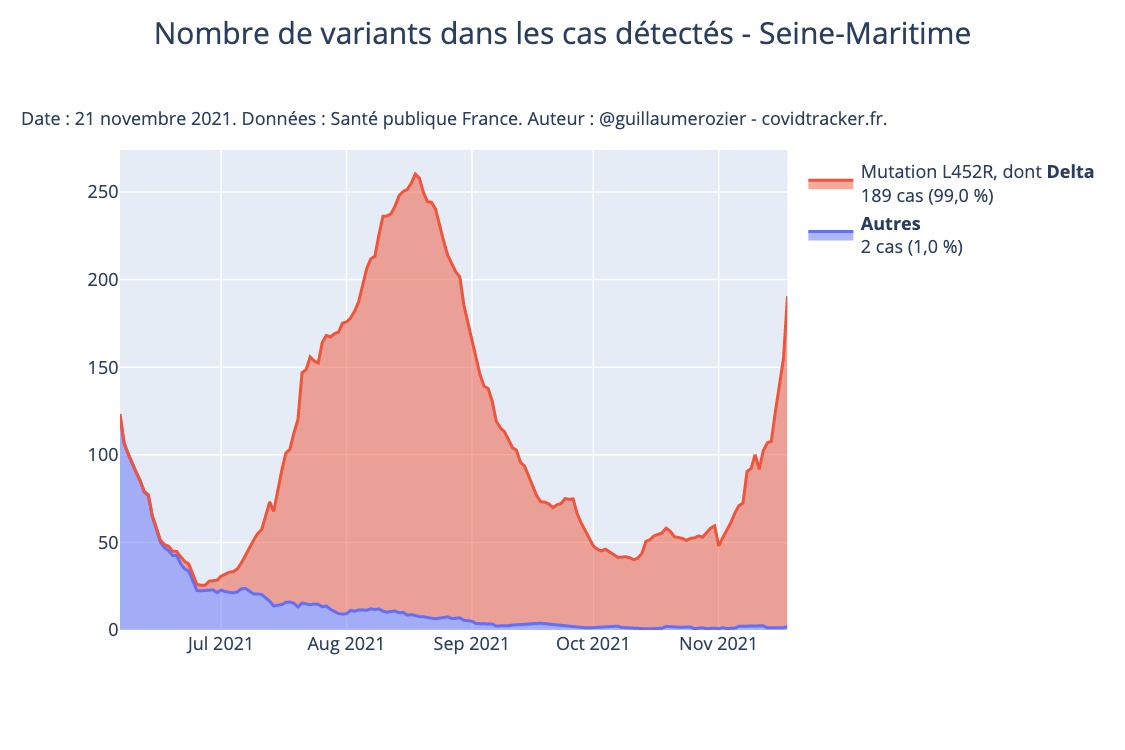 Nombre de variants dans les cas détectés - Seine-Maritime
Date : 21 novembre 2021. Données : Santé publique France. Auteur : @guillaumerozier - covidtracker.fr.
Mutation L452R, dont Delta
189 cas (99,0 %)
Autres
2 cas (1,0 %)
250
200
150
100
50
0
Jul 2021
Aug 2021
Sep 2021
Oct 2021
Nov 2021